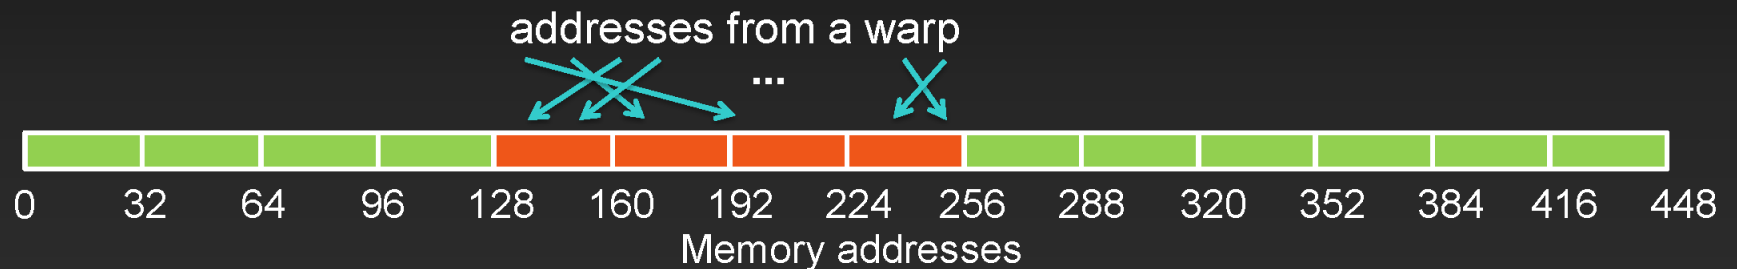 addresses from a warp
...
0 32 64 96 128 160 192 224 256 288 320 352 384 416 448
Memory addresses